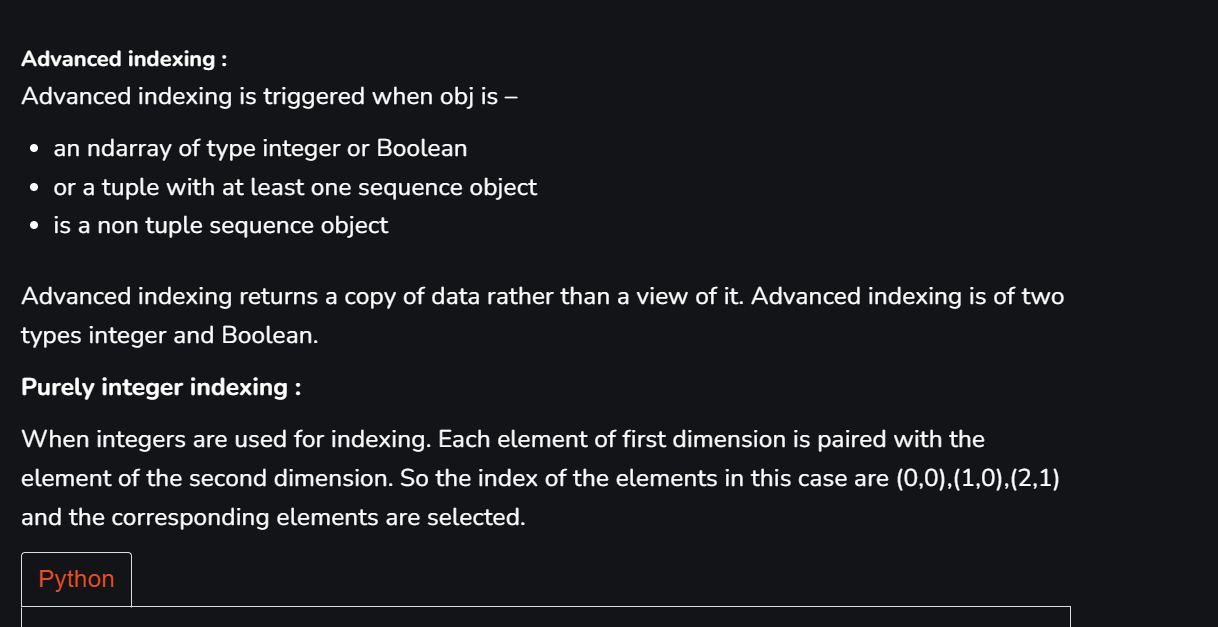 Advanced indexing :
Advanced indexing is triggered when obj is –
• an ndarray of type integer or Boolean
• or a tuple with at least one sequence object
• is a non tuple sequence object
Advanced indexing returns a copy of data rather than a view of it. Advanced indexing is of two
types integer and Boolean.
Purely integer indexing :
When integers are used for indexing. Each element of first dimension is paired with the
element of the second dimension. So the index of the elements in this case are (0,0),(1,0),(2,1)
and the corresponding elements are selected.
Python